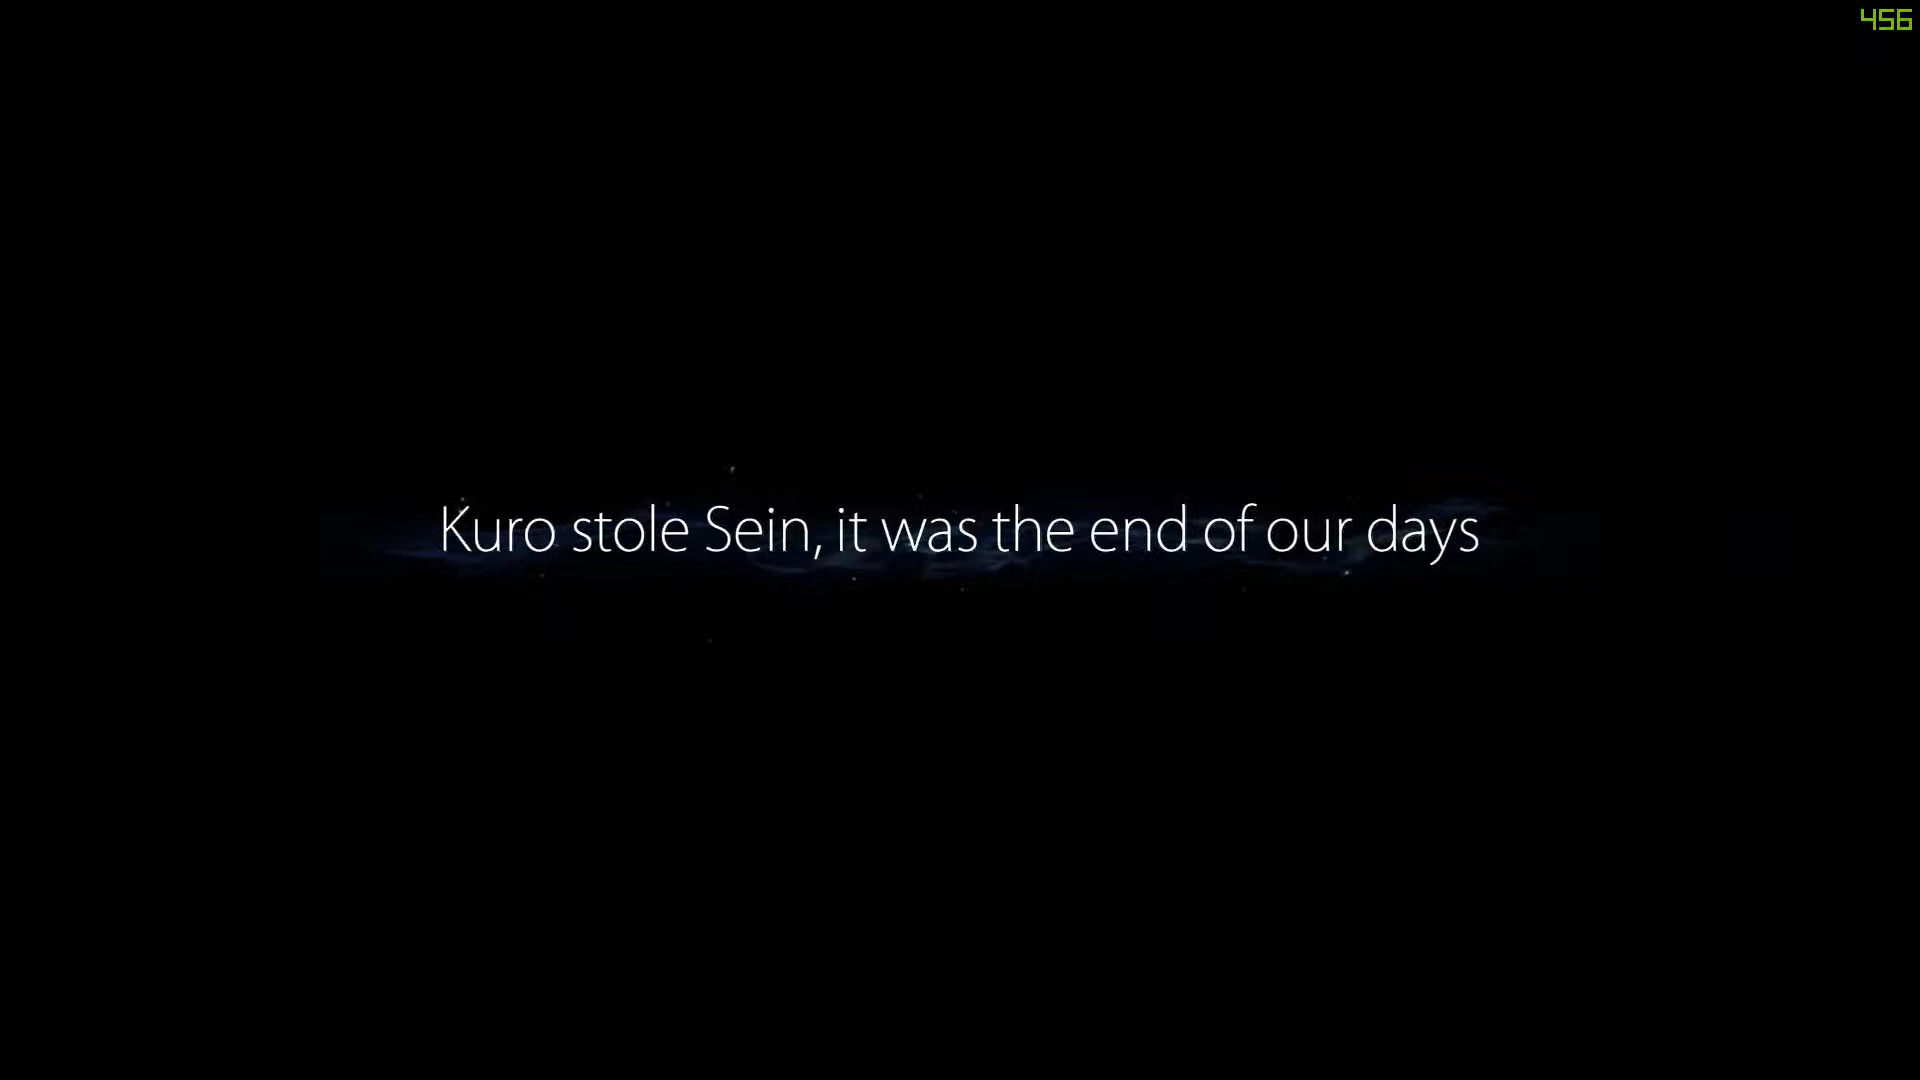 456
Kuro stole Sein, it was the end of our days